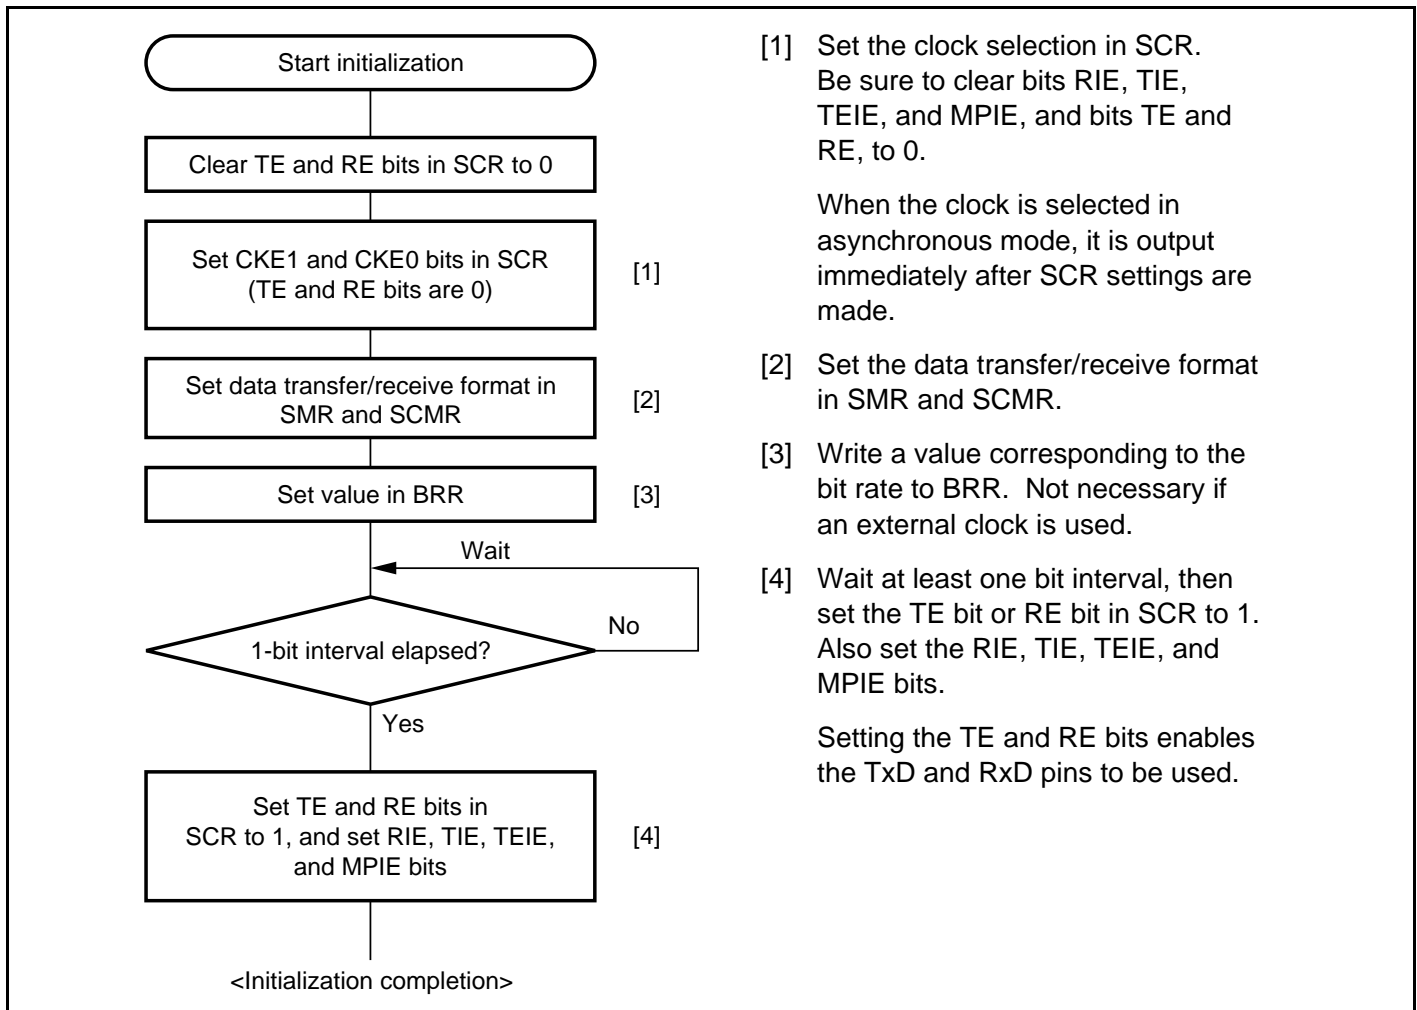 Start initialization
Clear TE and RE bits in SCR to 0
Set CKE1 and CKE0 bits in SCR
(TE and RE bits are 0)
[1]
Set data transfer/receive format in
SMR and SCMR
[2]
Set value in BRR
[3]
Wait
No
1-bit interval elapsed?
Yes
Set TE and RE bits in
SCR to 1, and set RIE, TIE, TEIE,
and MPIE bits
[4]
<Initialization completion>
[1] Set the clock selection in SCR.
Be sure to clear bits RIE, TIE,
TEIE, and MPIE, and bits TE and
RE, to 0.
When the clock is selected in
asynchronous mode, it is output
immediately after SCR settings are
made.
[2] Set the data transfer/receive format
in SMR and SCMR.
[3] Write a value corresponding to the
bit rate to BRR. Not necessary if
an external clock is used.
[4] Wait at least one bit interval, then
set the TE bit or RE bit in SCR to 1.
Also set the RIE, TIE, TEIE, and
MPIE bits.
Setting the TE and RE bits enables
the TxD and RxD pins to be used.